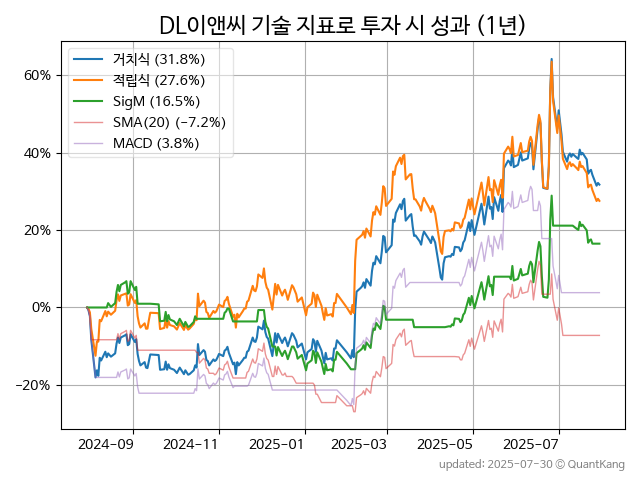 DL이앤씨 기술 지표로 투자 시 성과 (1년)
거치식 (31.8%)
적립식 (27.6%)
SigM (16.5%)
SMA(20) (−7.2%)
MACD (3.8%)
60%
40%
20%
0%
−20%
2024-09 2024-11 2025-01 2025-03 2025-05 2025-07
updated: 2025-07-30 © QuantKang